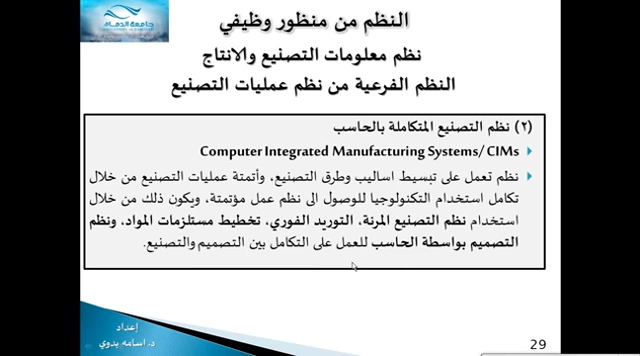 جامعة الدمام
النظم من منظور وظيفي
نظم معلومات التصنيع والانتاج
النظم الفرعية من نظم عمليات التصنيع
(٢) نظم التصنيع المتكاملة بالحاسب
Computer Integrated Manufacturing Systems/ CIMs
نظم تعمل على تبسيط اساليب وطرق التصنيع، وأتمتة عمليات التصنيع من خلال
تكامل استخدام التكنولوجيا للوصول الى نظم عمل مؤتمتة، ويكون ذلك من خلال
استخدام نظم التصنيع المرنة، التوريد الفوري، تخطيط مستلزمات المواد، ونظم
التصميم بواسطة الحاسب للعمل على التكامل بين التصميم والتصنيع.
إعداد
د. اسامه بدوي
29